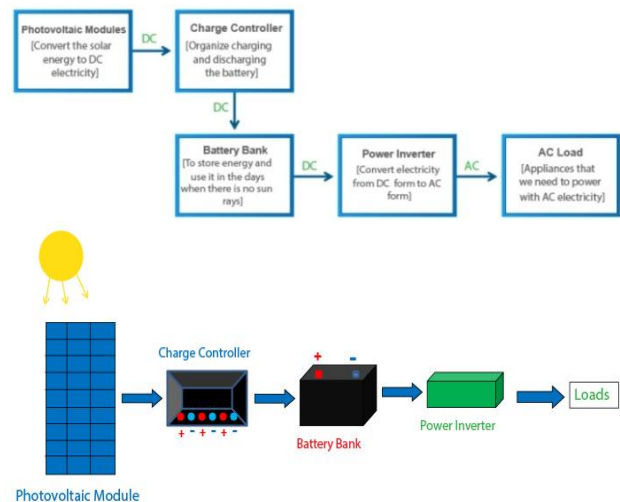 Photovoltaic Modules
[Convert the solar
energy to DC
electricity]
DC
Charge Controller
[Organize charging
and discharging
the battery]
DC
Battery Bank
[To store energy and
use it in the days
when there is no sun
rays]
DC
Power Inverter
[Convert electricity
from DC form to AC
form]
AC
AC Load
[Appliances that
we need to power
with AC electricity]
Charge Controller
+ - + - + -
+ -
Battery Bank
Power Inverter
Loads
Photovoltaic Module